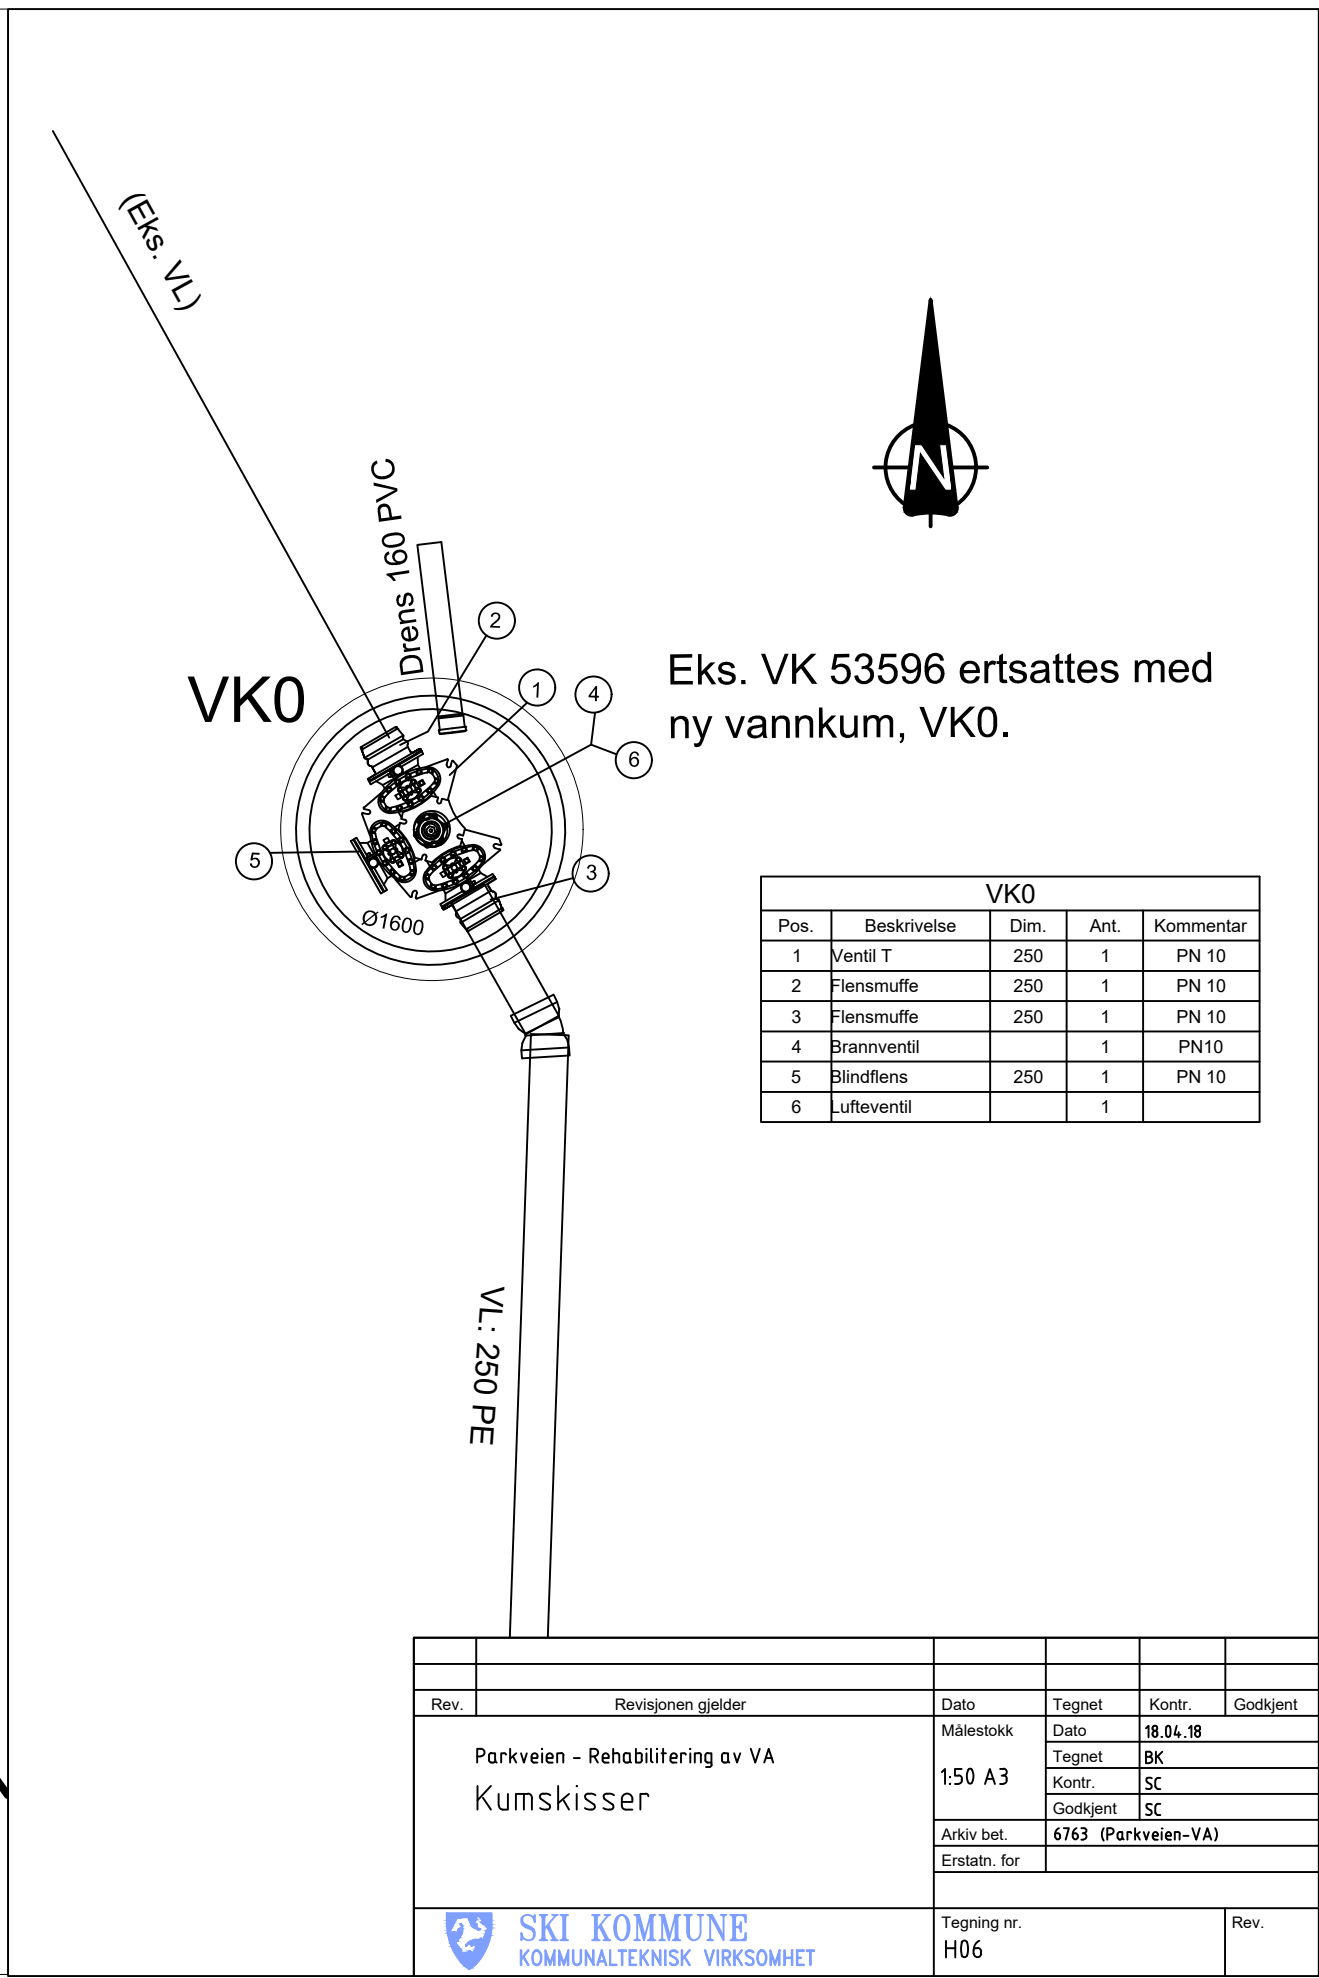 (Eks. VL)
N
Drens 160 PVC
2
VK0
1
4
6
Eks. VK 53596 ertsattes med
ny vannkum, VK0.
5
3
Ø1600
VK0
Pos. Beskrivelse Dim. Ant. Kommentar
1 Ventil T 250 1 PN 10
2 Flensmuffe 250 1 PN 10
3 Flensmuffe 250 1 PN 10
4 Brannventil 1 PN10
5 Blindflens 250 1 PN 10
6 Lufteventil 1
VL: 250 PE
Rev. Revisjonen gjelder Dato Tegnet Kontr. Godkjent
Parkveien - Rehabilitering av VA
Kumskisser
Målestokk
1:50 A3
Dato 18.04.18
Tegnet BK
Kontr. SC
Godkjent SC
Arkiv bet. 6763 (Parkveien-VA)
Erstatn. for
SKI KOMMUNE
KOMMUNALTEKNISK VIRKSOMHET
Tegning nr.
H06
Rev.